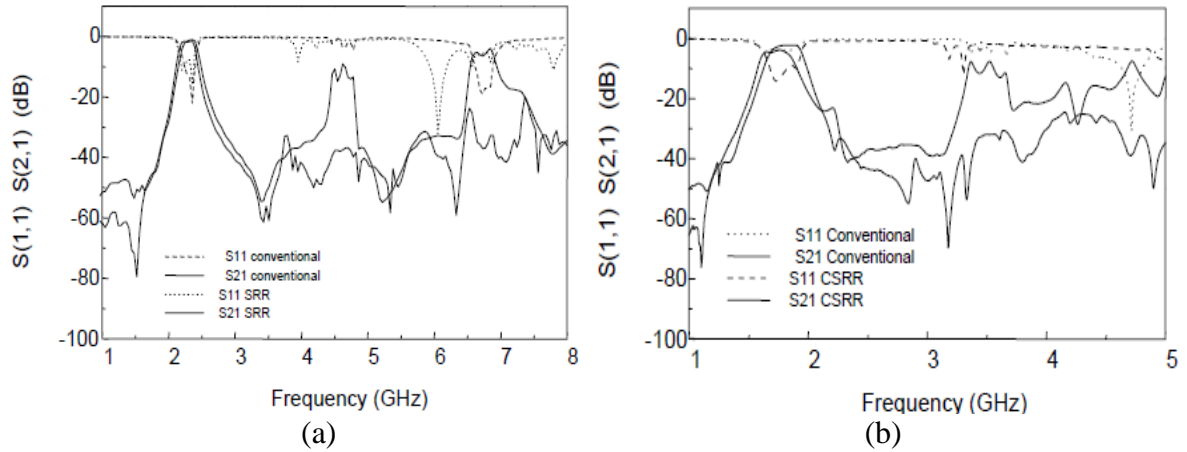 0
-20
-40
-60
-80
-100
S(1,1) S(2,1) (dB)
S11 conventional
S21 conventional
S11 SRR
S21 SRR
1 2 3 4 5 6 7 8
Frequency (GHz)
(a)
0
-20
-40
-60
-80
-100
S(1,1) S(2,1) (dB)
S11 Conventional
S21 Conventional
S11 CSRR
S21 CSRR
1 2 3 4 5
Frequency (GHz)
(b)